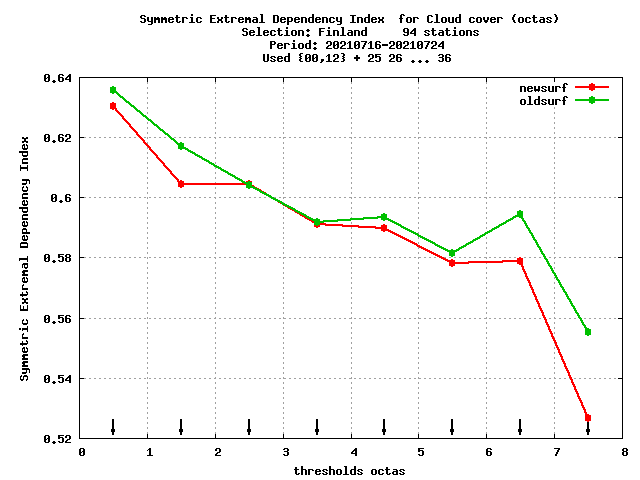 Symmetric Extremal Dependency Index  for Cloud cover (octas)
Selection: Finland     94 stations
Period: 20210716-20210724
Used {00,12} + 25 26 ... 36
newsurf
oldsurf
0.64
0.62
0.6
0.58
0.56
0.54
0.52
Symmetric Extremal Dependency Index
0 1 2 3 4 5 6 7 8
thresholds octas